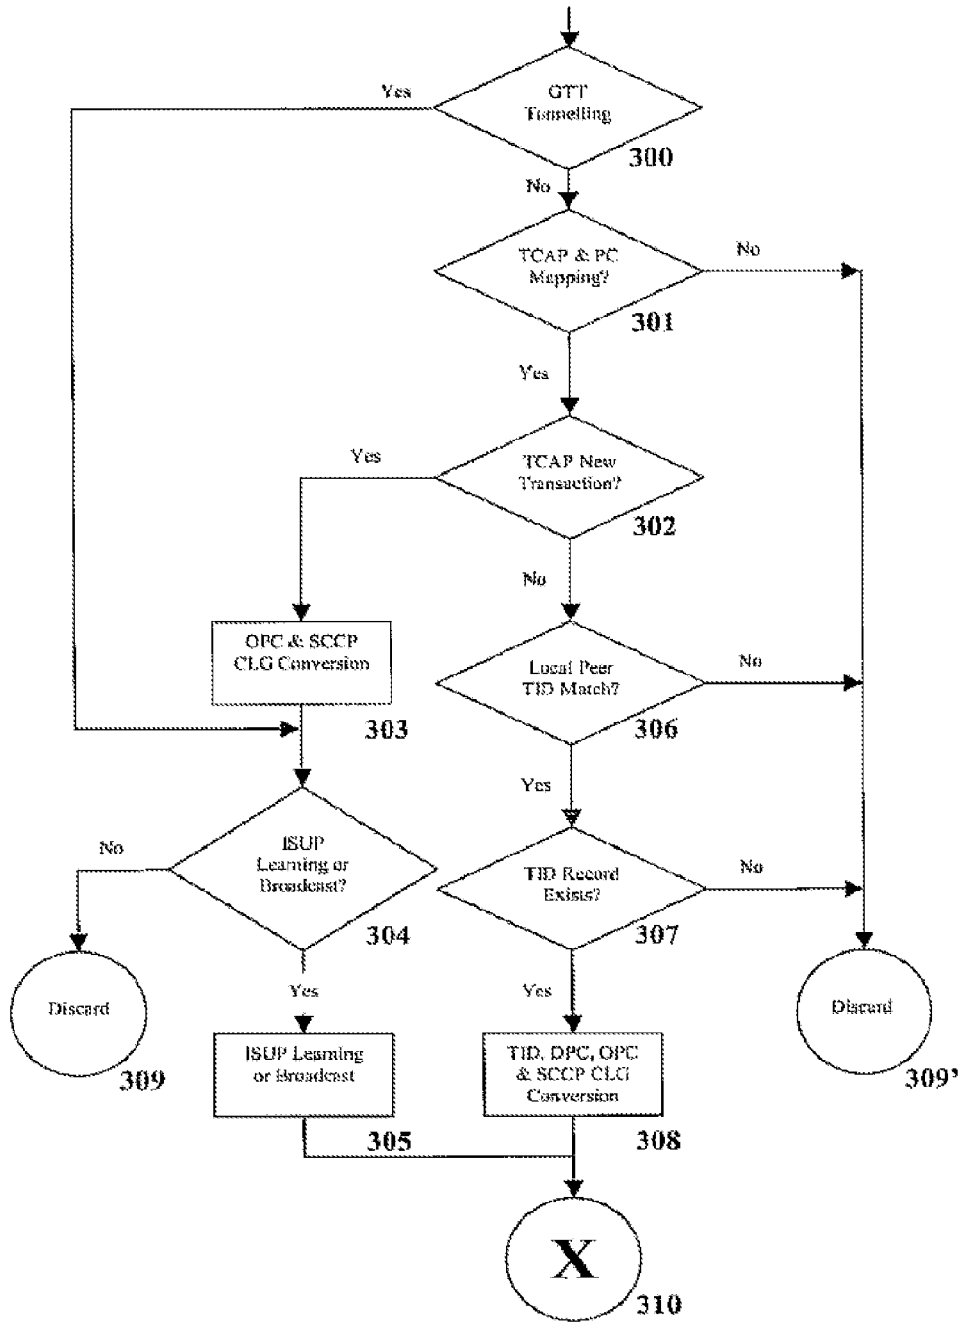 Yes
GTT
Tunnelling
300
No
TCAP & PC
Mapping?
No
301
Yes
Yes
TCAP New
Transaction?
302
No
OPC & SCCP
CLG Conversion
303
Local Peer
TID Match?
No
306
Yes
No
ISUP
Learning or
Broadcast?
304
TID Record
Exists?
No
307
Discard
309
Yes
Yes
Discard
309'
ISUP Learning
or Broadcast
305
TID, DPC, OPC
& SCCP CLG
Conversion
308
X
310